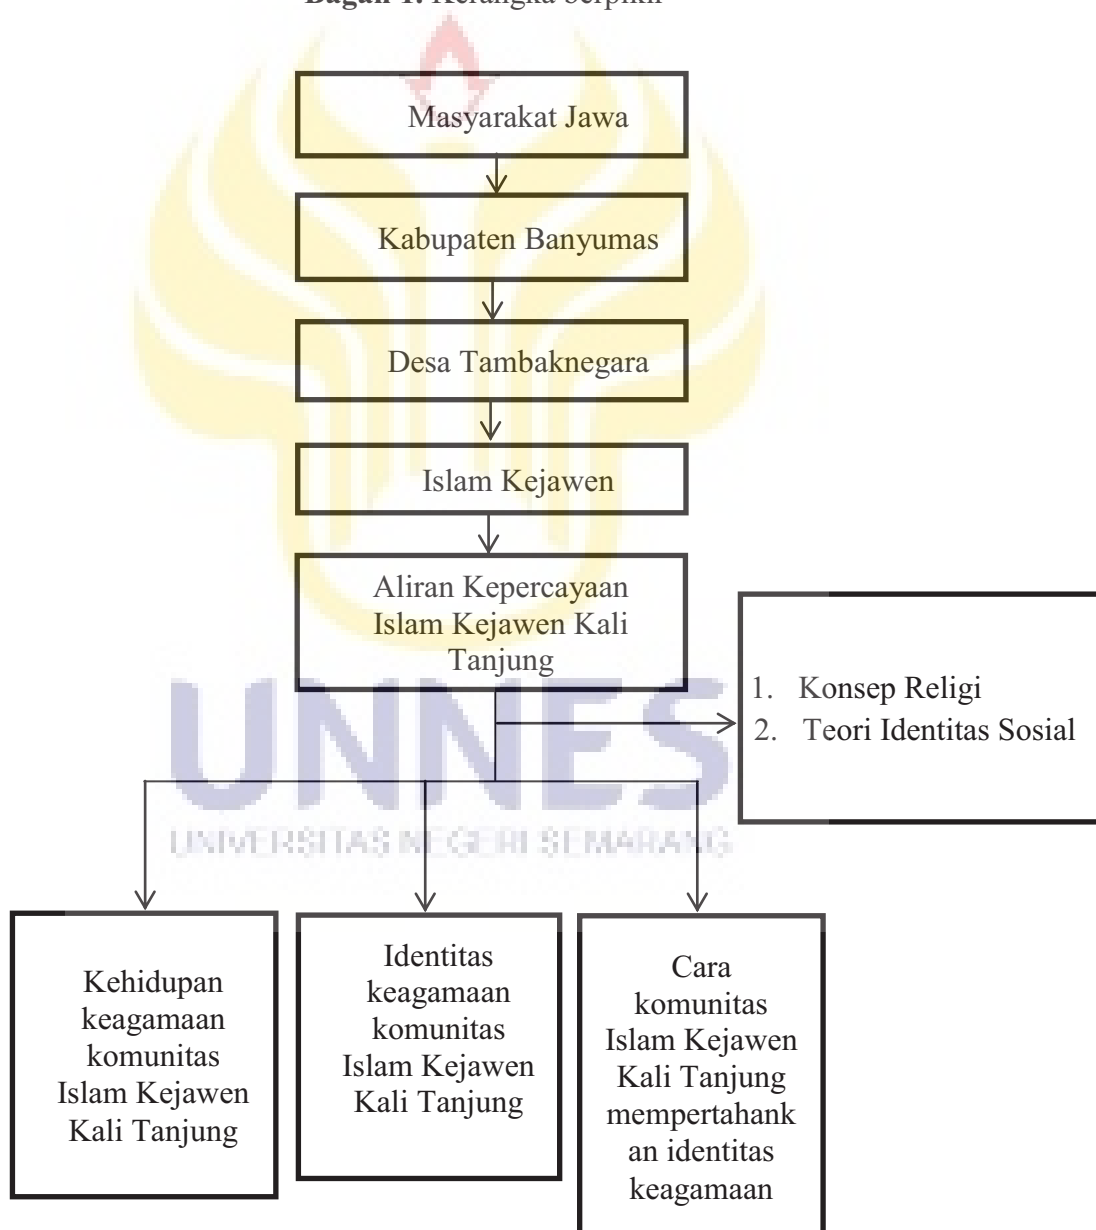 Bagan 1. Kerangka berpikir
Masyarakat Jawa
Kabupaten Banyumas
Desa Tambaknegara
Islam Kejawen
Aliran Kepercayaan
Islam Kejawen Kali
Tanjung
1. Konsep Religi
2. Teori Identitas Sosial
UNNES
UNIVERSITAS NEGERI SEMARANG
Kehidupan
keagamaan
komunitas
Islam Kejawen
Kali Tanjung
Identitas
keagamaan
komunitas
Islam Kejawen
Kali Tanjung
Cara
komunitas
Islam Kejawen
Kali Tanjung
mempertahank
an identitas
keagamaan